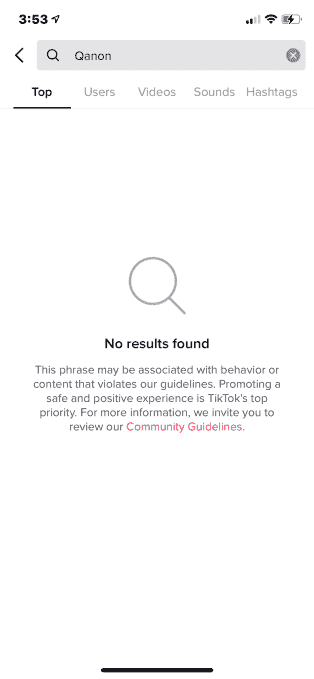 3:53
Qanon
Top Users Videos Sounds Hashtags
No results found
This phrase may be associated with behavior or
content that violates our guidelines. Promoting a
safe and positive experience is TikTok's top
priority. For more information, we invite you to
review our Community Guidelines.